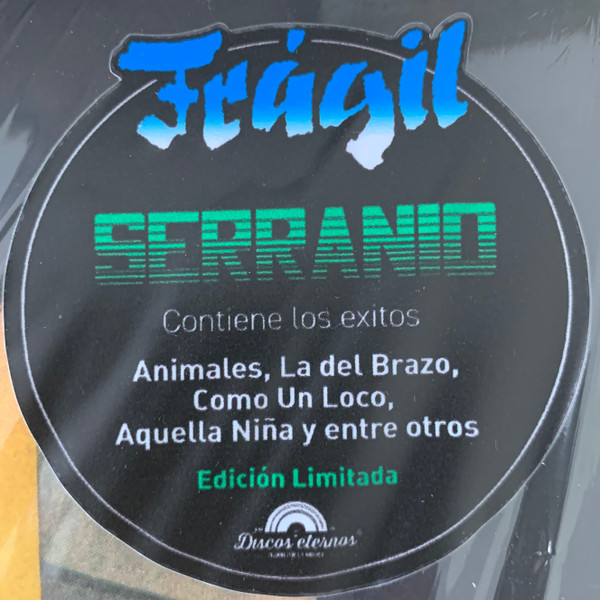 Frágil
SERRANIO
Contiene los exitos
Animales, La del Brazo,
Como Un Loco,
Aquella Niña y entre otros
Edición Limitada
Discos eternos